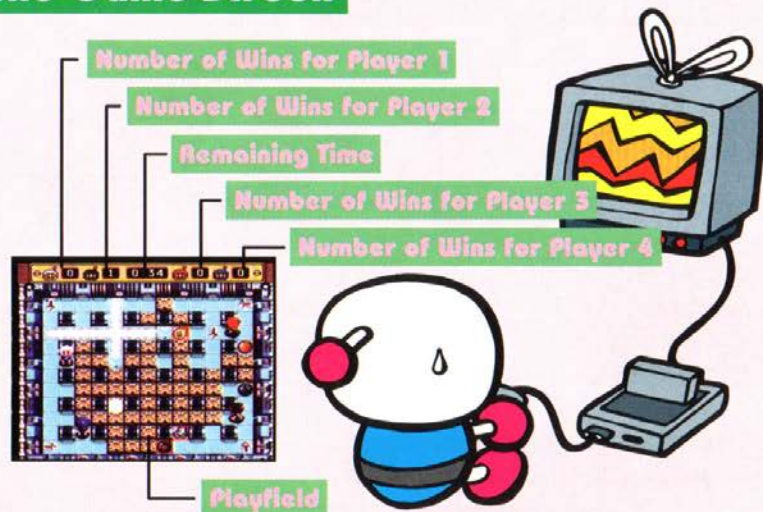 Number of Wins for Player 1
Number of Wins for Player 2
Remaining Time
Number of Wins for Player 3
Number of Wins for Player 4
0 1 0:34 0 0
Playfield